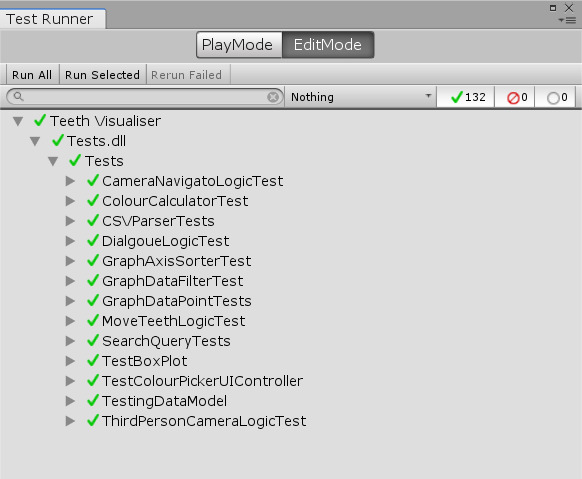 Test Runner
PlayMode EditMode
Run All Run Selected Rerun Failed
Nothing 132 0 0
Teeth Visualiser
Tests.dll
Tests
CameraNavigatoLogicTest
ColourCalculatorTest
CSVParserTests
DialgoueLogicTest
GraphAxisSorterTest
GraphDataFilterTest
GraphDataPointTests
MoveTeethLogicTest
SearchQueryTests
TestBoxPlot
TestColourPickerUIController
TestingDataModel
ThirdPersonCameraLogicTest